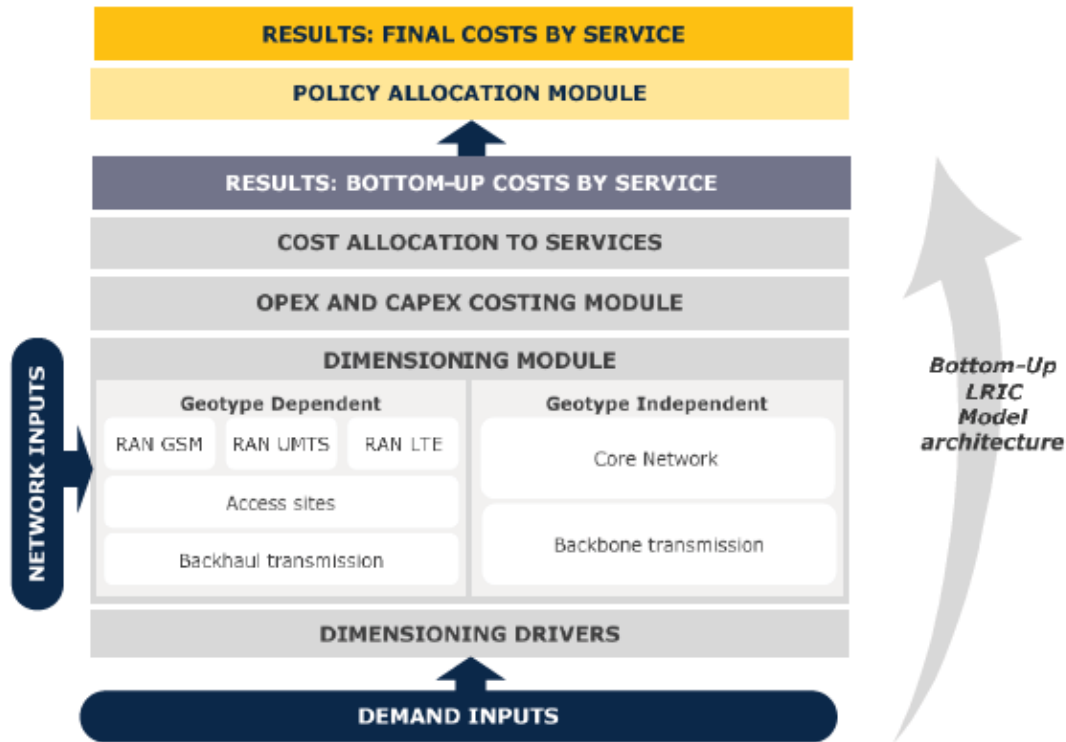 RESULTS: FINAL COSTS BY SERVICE
POLICY ALLOCATION MODULE
RESULTS: BOTTOM-UP COSTS BY SERVICE
COST ALLOCATION TO SERVICES
OPEX AND CAPEX COSTING MODULE
DIMENSIONING MODULE
Geotype Dependent
RAN GSM
RAN UMTS
RAN LTE
Access sites
Backhaul transmission
Geotype Independent
Core Network
Backbone transmission
DIMENSIONING DRIVERS
DEMAND INPUTS
NETWORK INPUTS
Bottom-Up
LRIC
Model
architecture